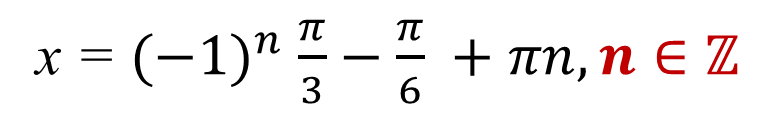 x = (−1)ⁿ π/3 − π/6 + πn, n ∈ ℤ